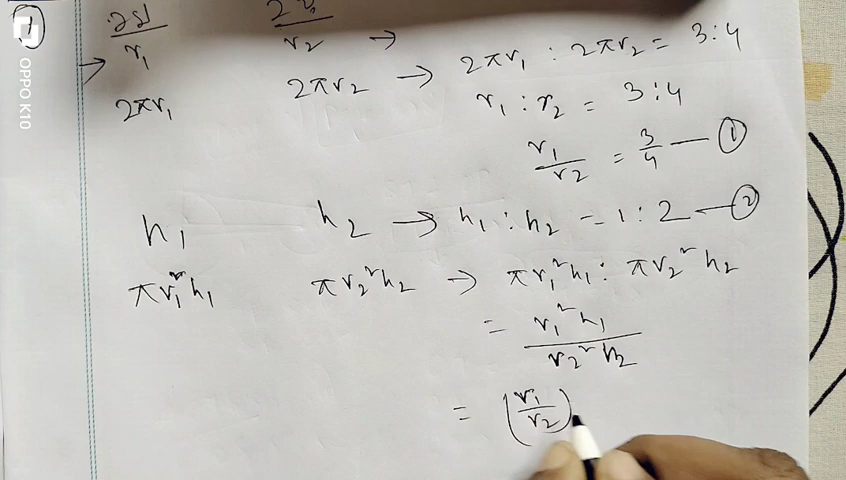 1
r₁ r₂ →
→ 2πr₁ 2πr₂ → 2πr₁ : 2πr₂ = 3:4
r₁ : r₂ = 3:4
r₁/r₂ = 3/4 — 1
h₁ h₂ → h₁ : h₂ = 1:2 — 2
πr₁²h₁ πr₂²h₂ → πr₁²h₁ : πr₂²h₂
= r₁²h₁/r₂²h₂
= (r₁/r₂)
OPPO K10